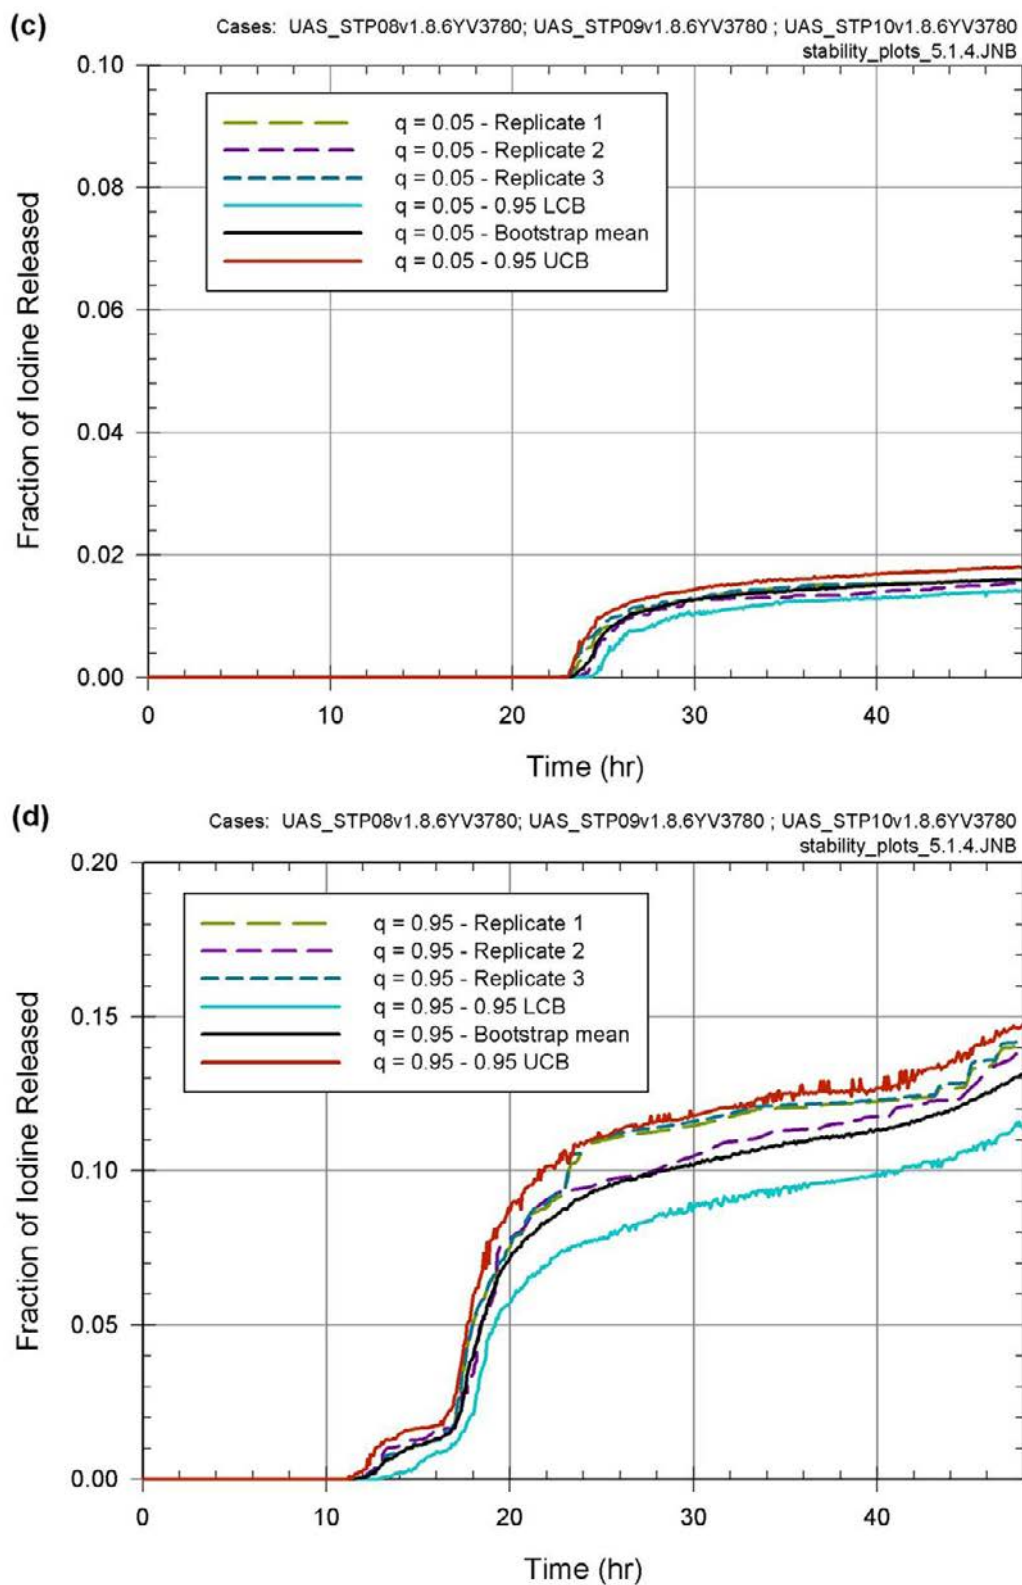 (c)
Cases: UAS_STP08v1.8.6YV3780; UAS_STP09v1.8.6YV3780 ; UAS_STP10v1.8.6YV3780
stability_plots_5.1.4.JNB
0.10
0.08
0.06
0.04
0.02
0.00
Fraction of Iodine Released
q = 0.05 - Replicate 1
q = 0.05 - Replicate 2
q = 0.05 - Replicate 3
q = 0.05 - 0.95 LCB
q = 0.05 - Bootstrap mean
q = 0.05 - 0.95 UCB
0 10 20 30 40
Time (hr)
(d)
Cases: UAS_STP08v1.8.6YV3780; UAS_STP09v1.8.6YV3780 ; UAS_STP10v1.8.6YV3780
stability_plots_5.1.4.JNB
0.20
0.15
0.10
0.05
0.00
Fraction of Iodine Released
q = 0.95 - Replicate 1
q = 0.95 - Replicate 2
q = 0.95 - Replicate 3
q = 0.95 - 0.95 LCB
q = 0.95 - Bootstrap mean
q = 0.95 - 0.95 UCB
0 10 20 30 40
Time (hr)